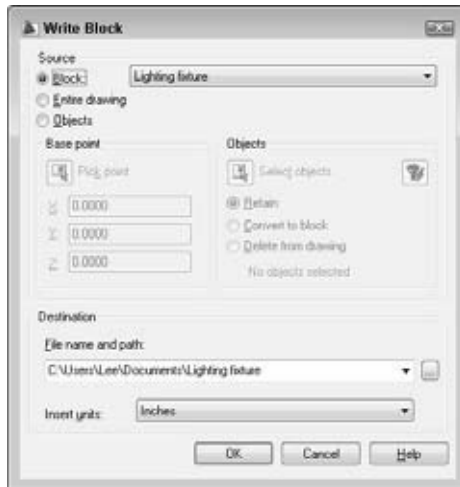 Write Block
Source
Block: Lighting fixture
Entire drawing
Objects
Base point
Pick point
X: 0.0000
Y: 0.0000
Z: 0.0000
Objects
Select objects
Retain
Convert to block
Delete from drawing
No objects selected
Destination
File name and path:
C:\Users\Lee\Documents\Lighting fixture
...
Insert units: Inches
OK Cancel Help